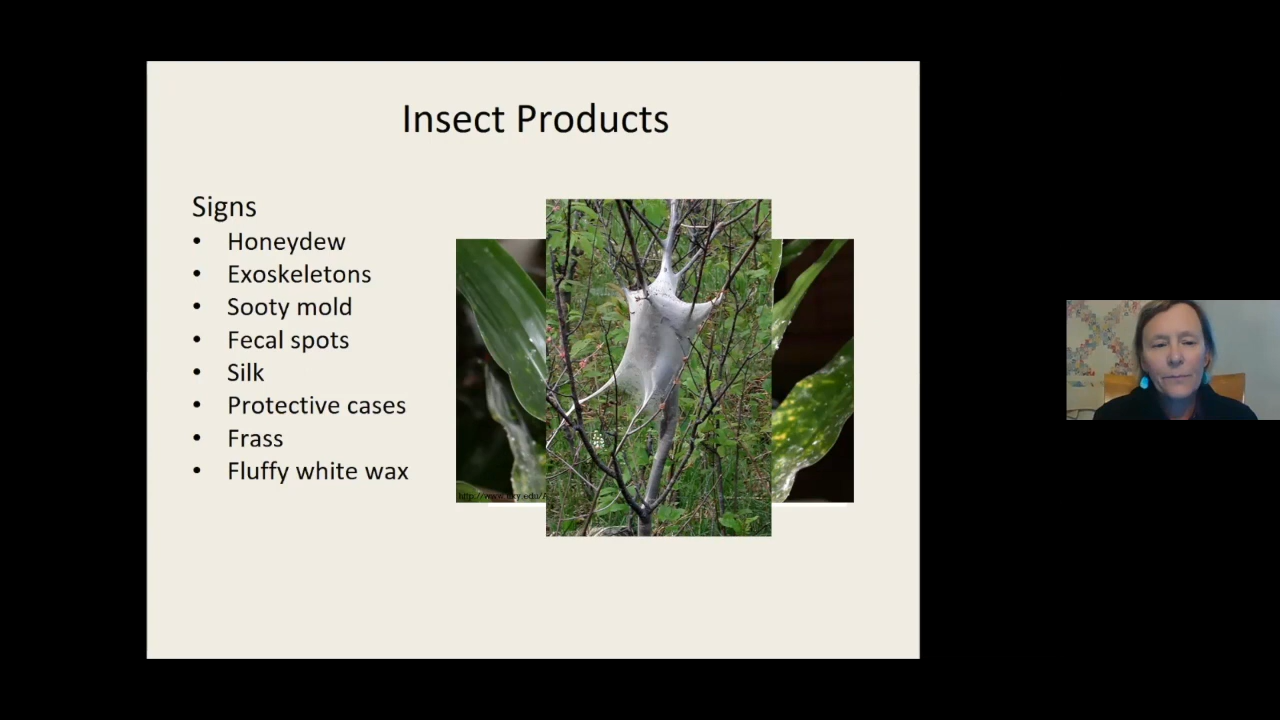 Insect Products
Signs
• Honeydew
• Exoskeletons
• Sooty mold
• Fecal spots
• Silk
• Protective cases
• Frass
• Fluffy white wax